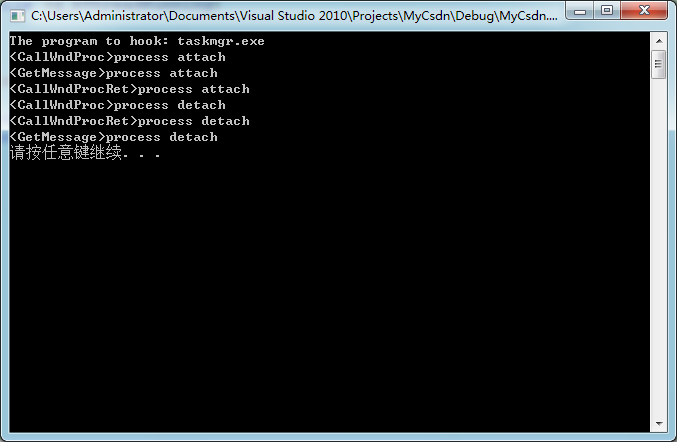 C:\Users\Administrator\Documents\Visual Studio 2010\Projects\MyCsdn\Debug\MyCsdn....
The program to hook: taskmgr.exe
<CallWndProc>process attach
<GetMessage>process attach
<CallWndProcRet>process attach
<CallWndProc>process detach
<CallWndProcRet>process detach
<GetMessage>process detach
请按任意键继续. . .